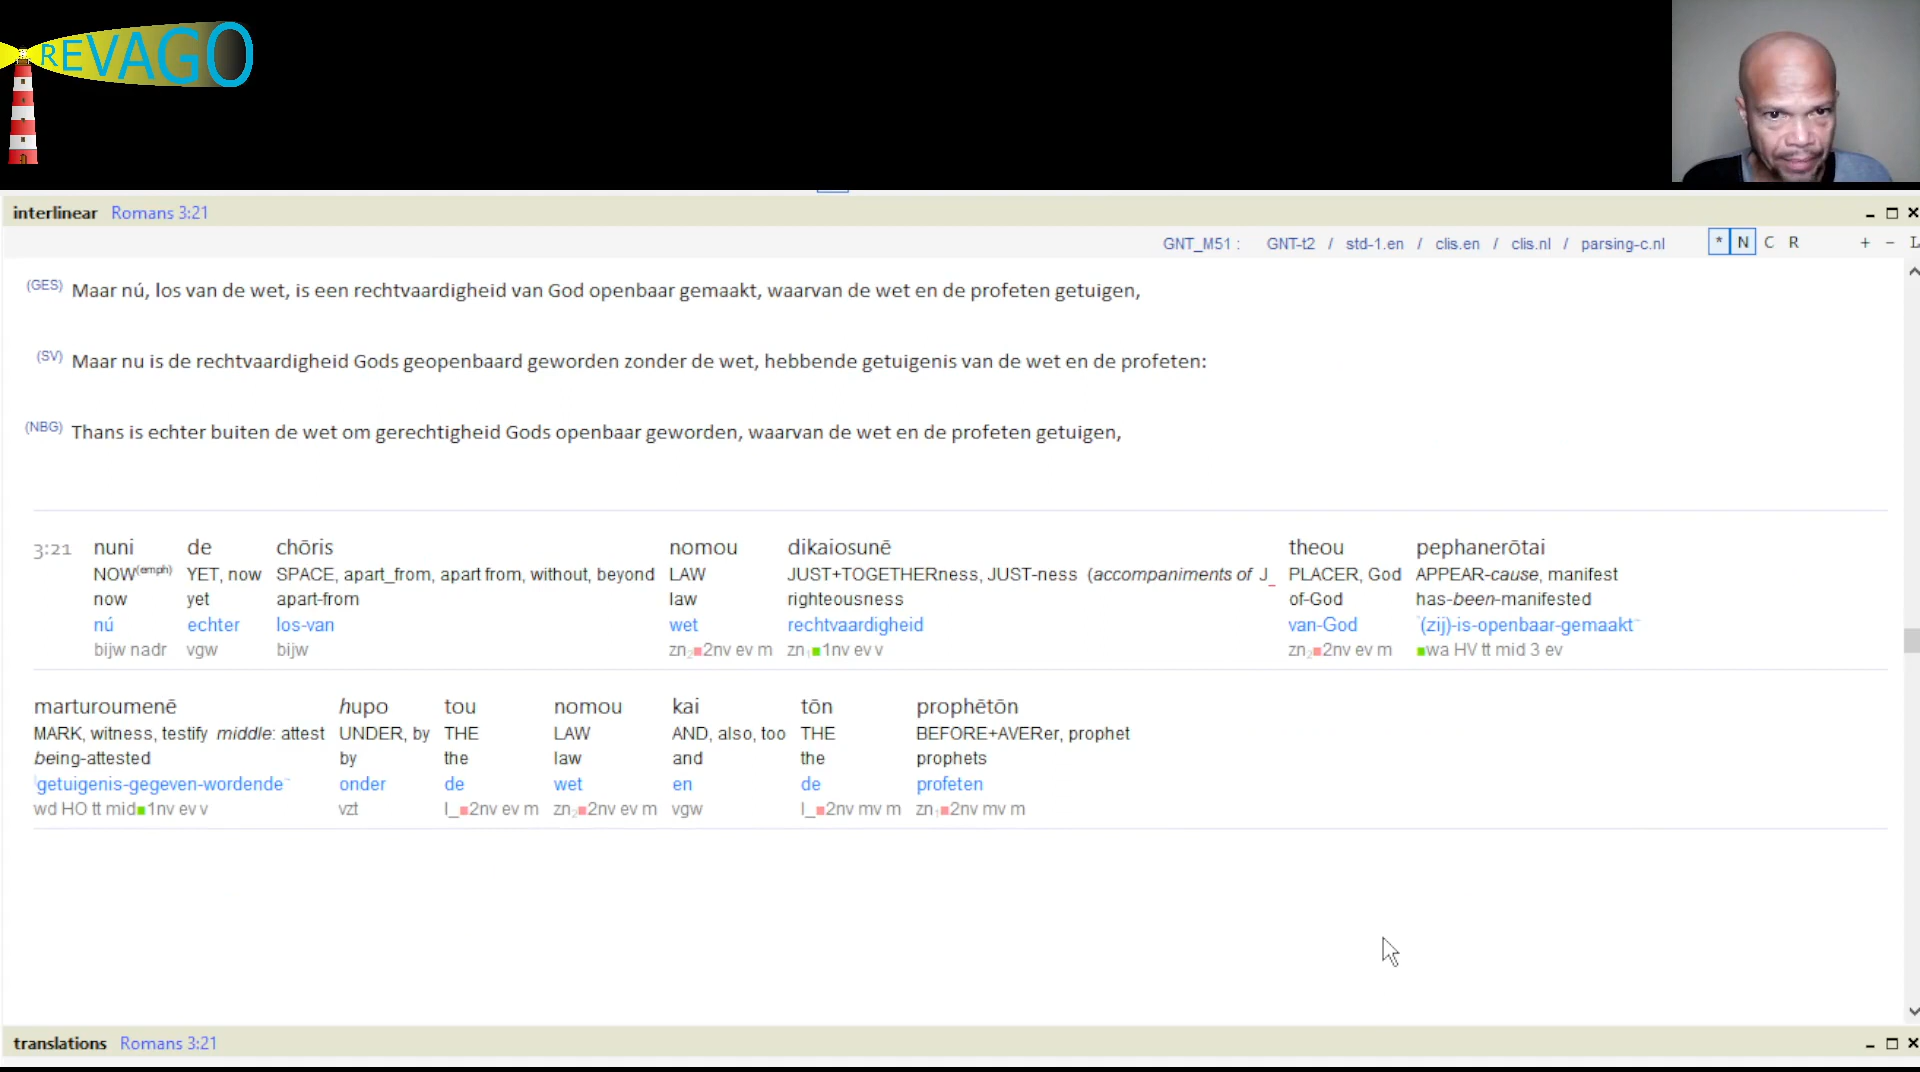 REVAGO
interlinear Romans 3:21
GNT_M51 : GNT-t2 / std-1.en / clis.en / clis.nl / parsing-c.nl * N C R + − L
(GES) Maar nú, los van de wet, is een rechtvaardigheid van God openbaar gemaakt, waarvan de wet en de profeten getuigen,
(SV) Maar nu is de rechtvaardigheid Gods geopenbaard geworden zonder de wet, hebbende getuigenis van de wet en de profeten:
(NBG) Thans is echter buiten de wet om gerechtigheid Gods openbaar geworden, waarvan de wet en de profeten getuigen,
3:21 nuni de chōris nomou dikaiosunē theou pephanerōtai
NOW(emph) YET, now SPACE, apart_from, apart from, without, beyond LAW JUST+TOGETHERness, JUST-ness (accompaniments of J_ PLACER, God APPEAR-cause, manifest
now yet apart-from law righteousness of-God has-been-manifested
nú echter los-van wet rechtvaardigheid van-God (zij)-is-openbaar-gemaakt~
bijw nadr vgw bijw zn2■2nv ev m zn1■1nv ev v zn2■2nv ev m ■wa HV tt mid 3 ev
marturoumenē hupo tou nomou kai tōn prophētōn
MARK, witness, testify middle: attest UNDER, by THE LAW AND, also, too THE BEFORE+AVERer, prophet
being-attested by the law and the prophets
getuigenis-gegeven-wordende~ onder de wet en de profeten
wd HO tt mid■1nv ev v vzt l_■2nv ev m zn2■2nv ev m vgw l_■2nv mv m zn1■2nv mv m
translations Romans 3:21